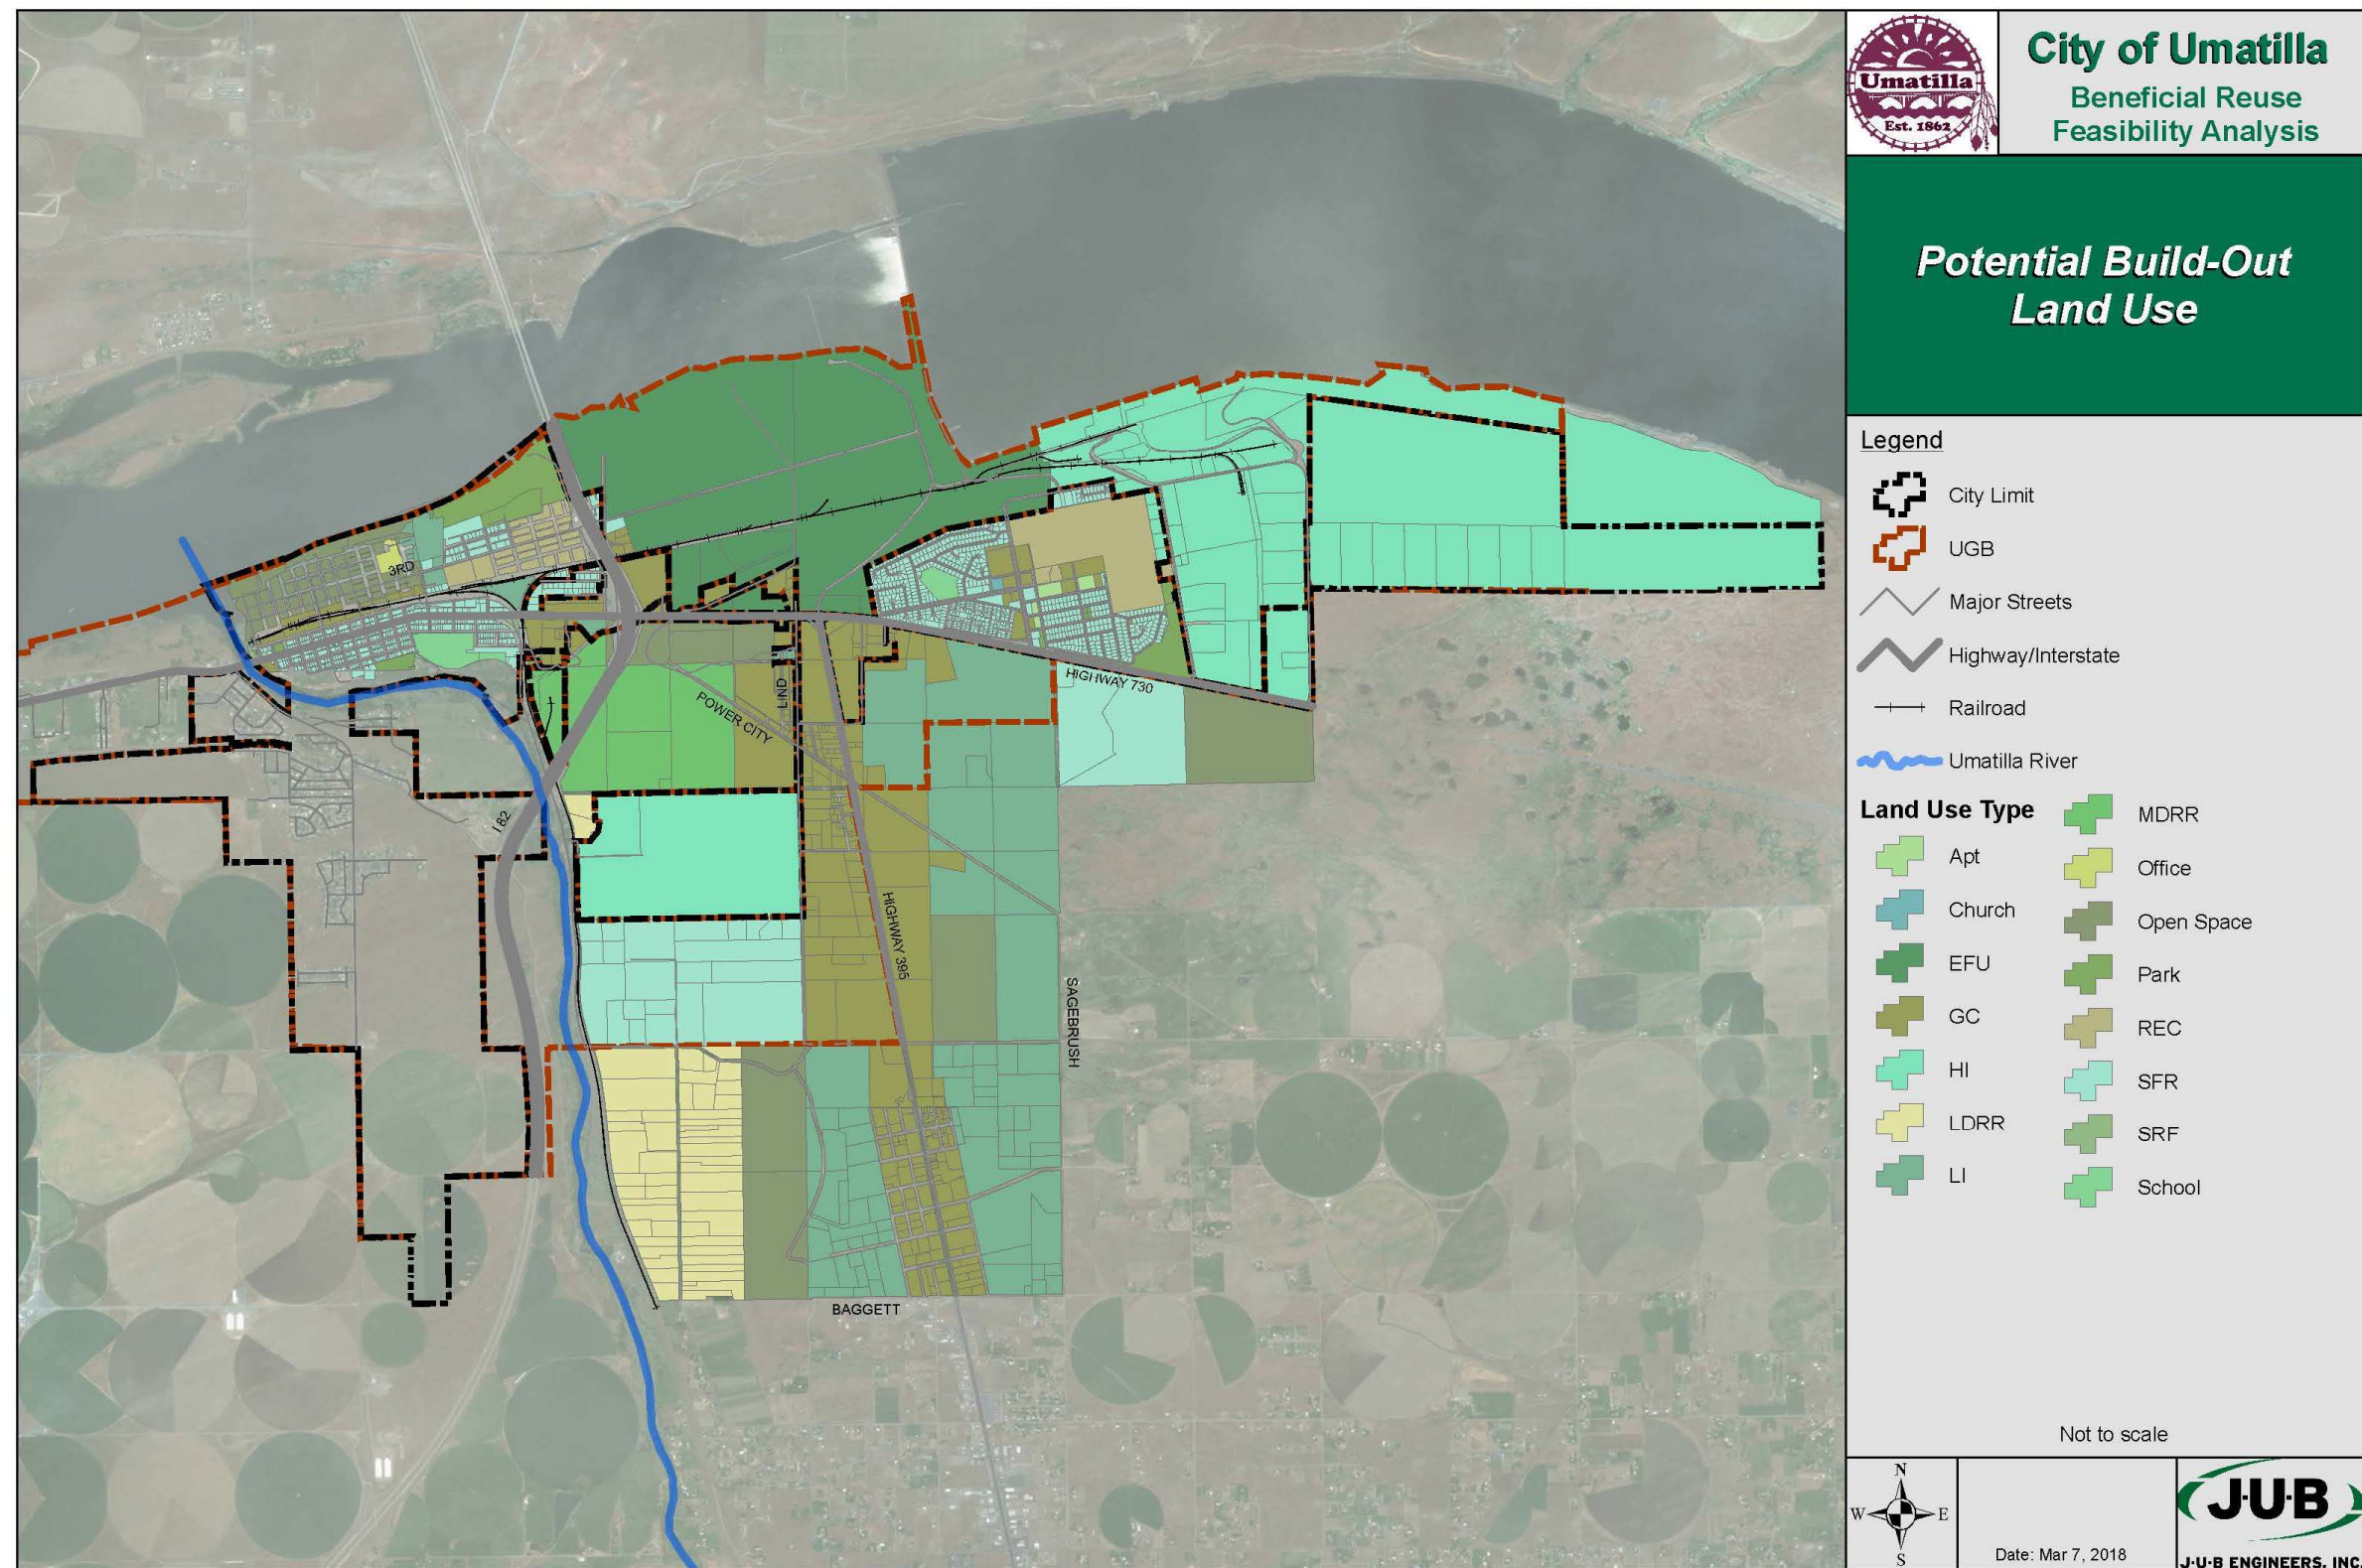 Umatilla
Est. 1862
City of Umatilla
Beneficial Reuse
Feasibility Analysis
Potential Build-Out
Land Use
Legend
City Limit
UGB
Major Streets
Highway/Interstate
Railroad
Umatilla River
Land Use Type
Apt
Church
EFU
GC
HI
LDRR
LI
MDRR
Office
Open Space
Park
REC
SFR
SRF
School
Not to scale
N
W
E
S
Date: Mar 7, 2018
J·U·B
J·U·B ENGINEERS, INC.
3RD
HIGHWAY 730
LIND
POWER CITY
I 82
HIGHWAY 395
SAGEBRUSH
BAGGETT